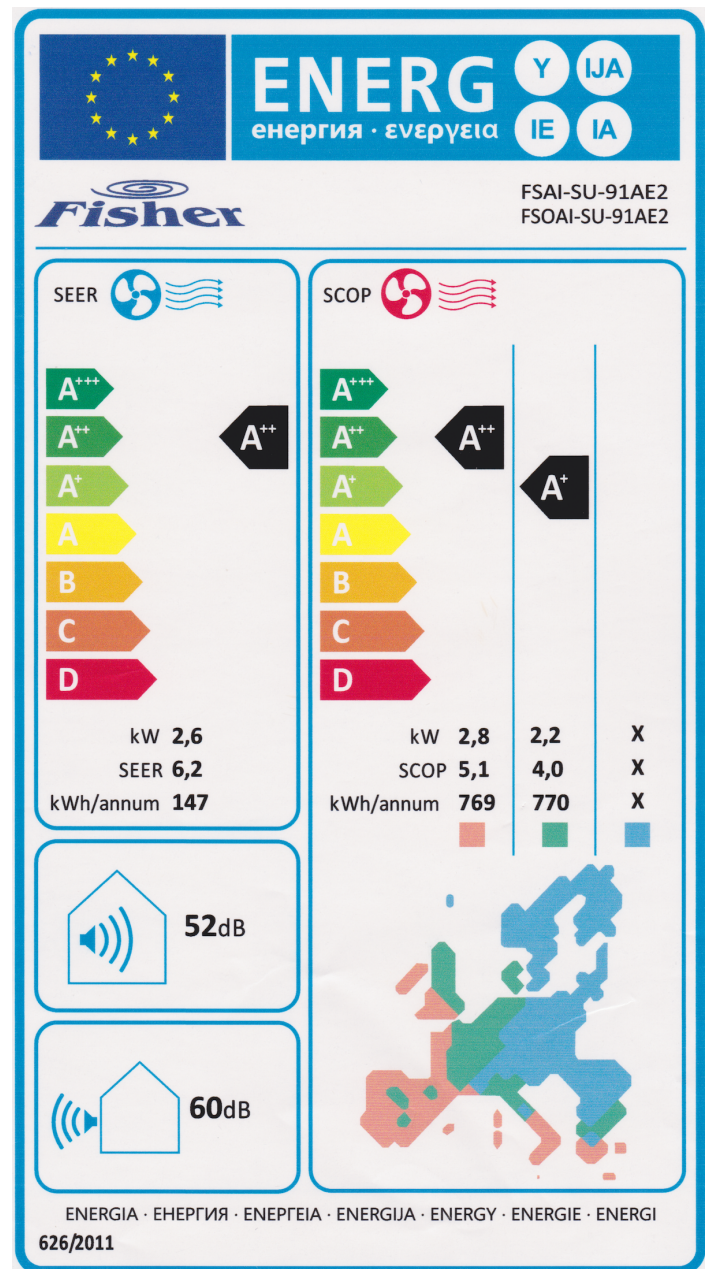 ENERG
енергия · ενεργεια
Y IJA
IE IA
Fisher
FSAI-SU-91AE2
FSOAI-SU-91AE2
SEER
A+++
A++
A+
A
B
C
D
A++
kW 2,6
SEER 6,2
kWh/annum 147
SCOP
A+++
A++
A+
A
B
C
D
A++
A+
kW 2,8 2,2 X
SCOP 5,1 4,0 X
kWh/annum 769 770 X
52dB
60dB
ENERGIA · ЕНЕРГИЯ · ΕΝΕΡΓΕΙΑ · ENERGIJA · ENERGY · ENERGIE · ENERGI
626/2011